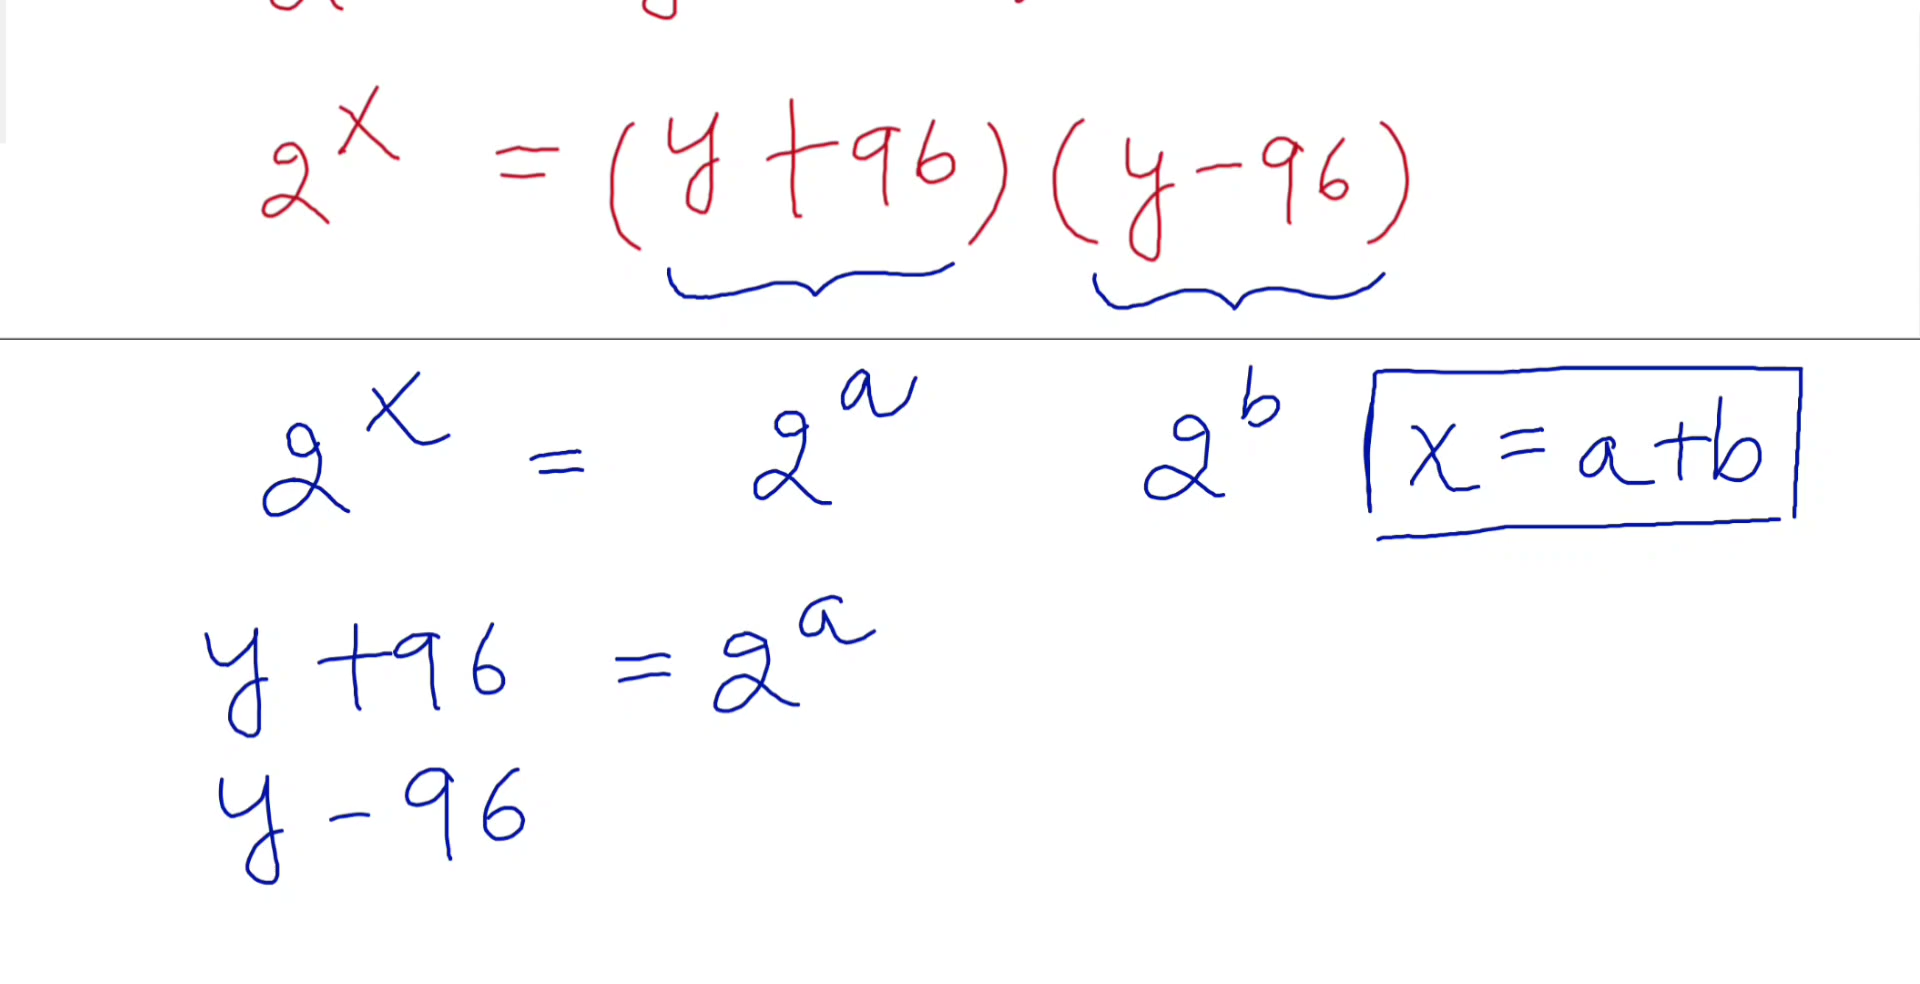 2^x = (y+96)(y-96)
2^x = 2^a 2^b x = a+b
y+96 = 2^a
y-96